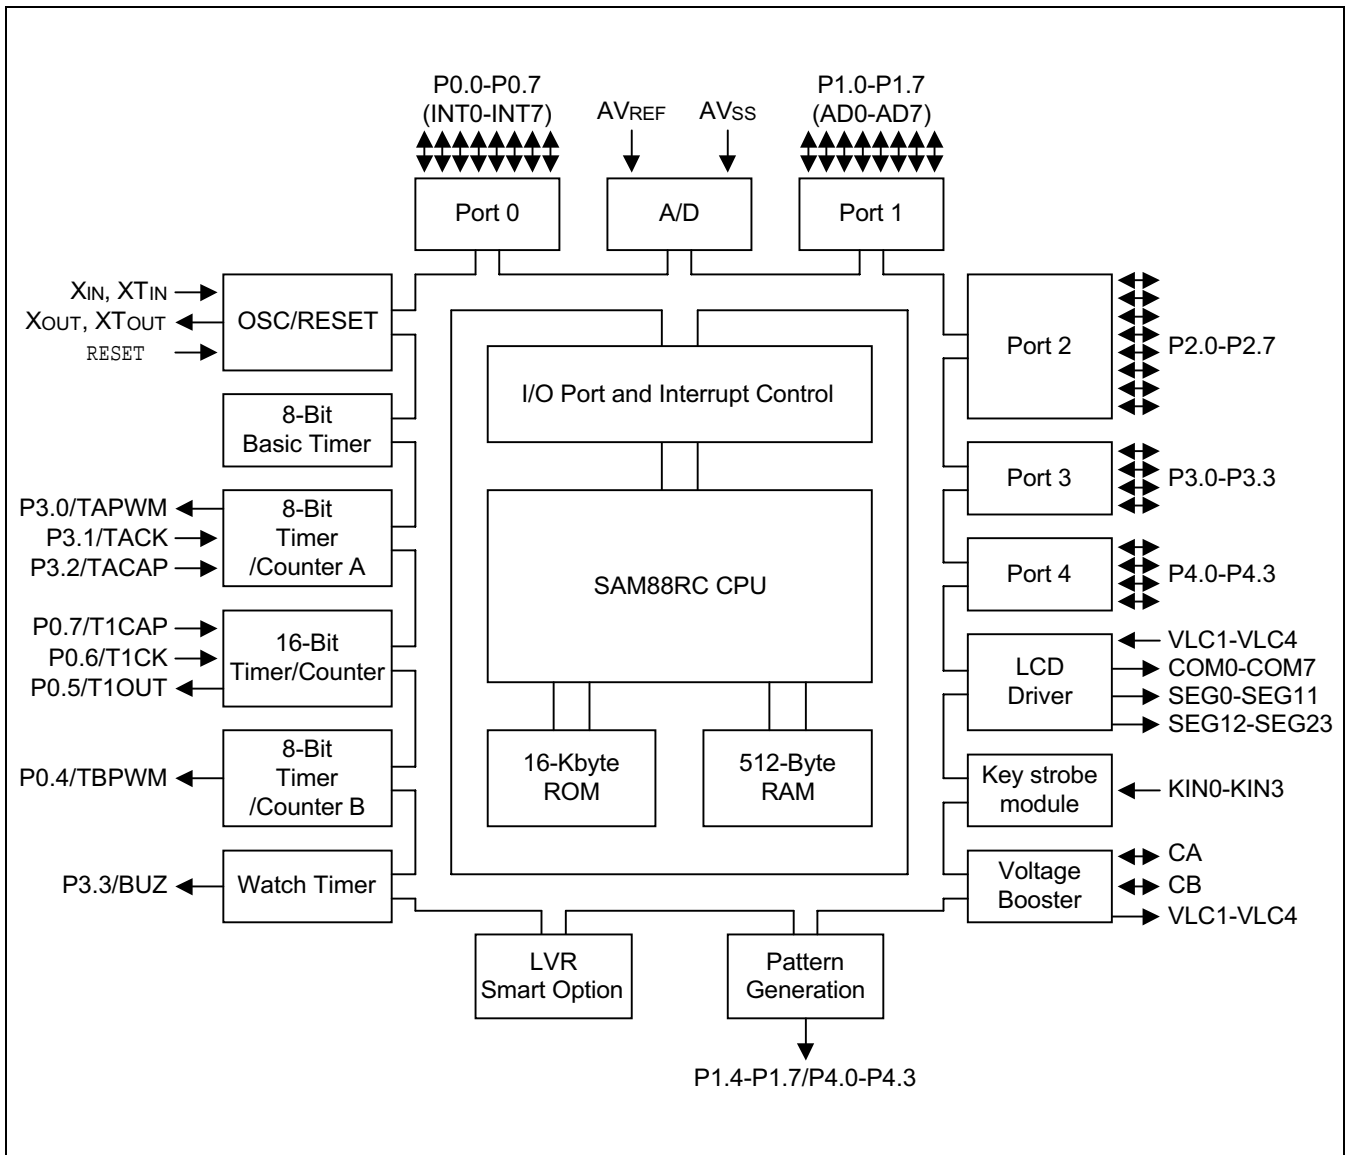 P0.0-P0.7
(INT0-INT7)
AVREF
AVSS
P1.0-P1.7
(AD0-AD7)
Port 0
A/D
Port 1
XIN, XTIN
XOUT, XTOUT
RESET
OSC/RESET
Port 2
P2.0-P2.7
I/O Port and Interrupt Control
8-Bit
Basic Timer
Port 3
P3.0-P3.3
P3.0/TAPWM
P3.1/TACK
P3.2/TACAP
8-Bit
Timer
/Counter A
SAM88RC CPU
Port 4
P4.0-P4.3
P0.7/T1CAP
P0.6/T1CK
P0.5/T1OUT
16-Bit
Timer/Counter
LCD
Driver
VLC1-VLC4
COM0-COM7
SEG0-SEG11
SEG12-SEG23
P0.4/TBPWM
8-Bit
Timer
/Counter B
16-Kbyte
ROM
512-Byte
RAM
Key strobe
module
KIN0-KIN3
P3.3/BUZ
Watch Timer
Voltage
Booster
CA
CB
VLC1-VLC4
LVR
Smart Option
Pattern
Generation
P1.4-P1.7/P4.0-P4.3